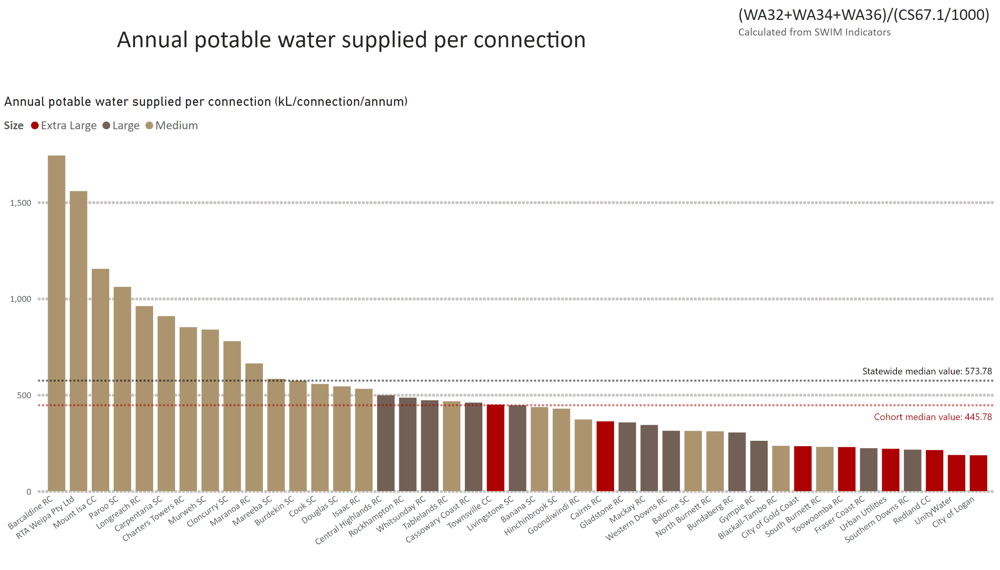 (WA32+WA34+WA36)/(CS67.1/1000)
Calculated from SWIM Indicators
Annual potable water supplied per connection
Annual potable water supplied per connection (kL/connection/annum)
Size Extra Large Large Medium
1,500
1,000
Statewide median value: 573.78
500
Cohort median value: 445.78
0
Barcaldine RC
RTA Weipa Pty Ltd
Mount Isa CC
Paroo SC
Longreach RC
Carpentaria SC
Charters Towers RC
Murweh SC
Cloncurry SC
Maranoa RC
Mareeba SC
Burdekin SC
Cook SC
Douglas SC
Isaac RC
Central Highlands RC
Rockhampton RC
Whitsunday RC
Tablelands RC
Cassowary Coast RC
Townsville CC
Livingstone SC
Banana SC
Hinchinbrook SC
Goondiwindi RC
Cairns RC
Gladstone RC
Mackay RC
Western Downs RC
Balonne SC
North Burnett RC
Bundaberg RC
Gympie RC
Blackall-Tambo RC
City of Gold Coast
South Burnett RC
Toowoomba RC
Fraser Coast RC
Urban Utilities
Southern Downs RC
Redland CC
UnityWater
City of Logan